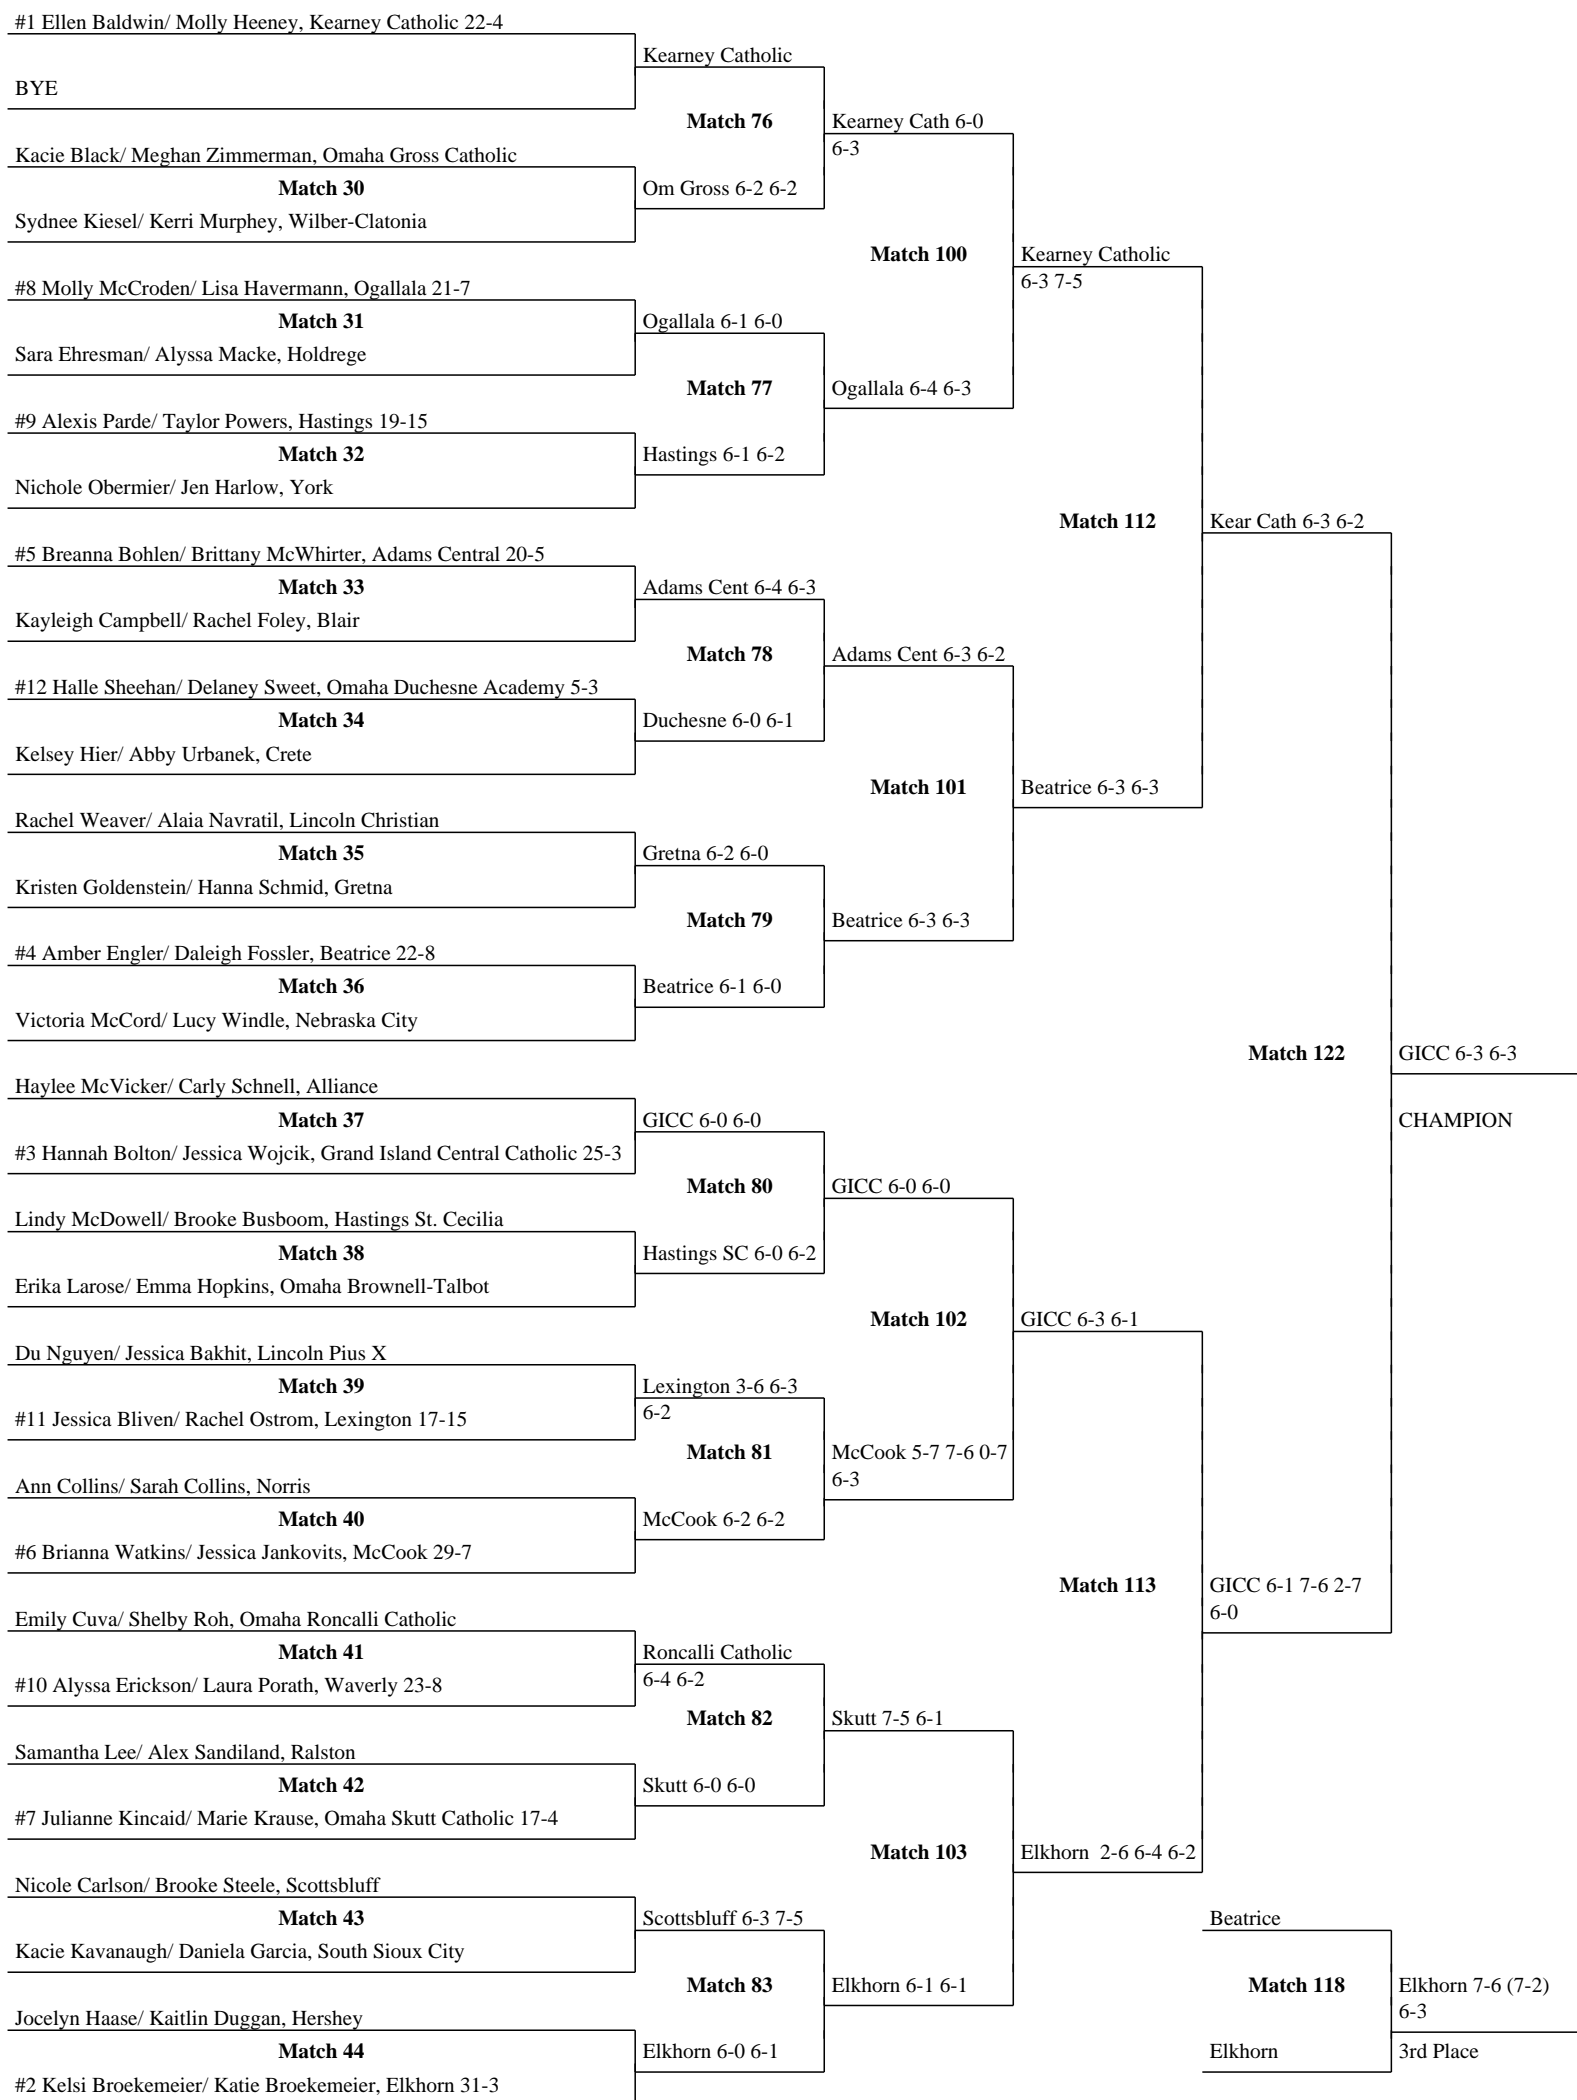 #1 Ellen Baldwin/ Molly Heeney, Kearney Catholic 22-4
Kearney Catholic
BYE
Match 76
Kearney Cath 6-0
6-3
Kacie Black/ Meghan Zimmerman, Omaha Gross Catholic
Match 30
Om Gross 6-2 6-2
Sydnee Kiesel/ Kerri Murphey, Wilber-Clatonia
Match 100
Kearney Catholic
6-3 7-5
#8 Molly McCroden/ Lisa Havermann, Ogallala 21-7
Match 31
Ogallala 6-1 6-0
Sara Ehresman/ Alyssa Macke, Holdrege
Match 77
Ogallala 6-4 6-3
#9 Alexis Parde/ Taylor Powers, Hastings 19-15
Match 32
Hastings 6-1 6-2
Nichole Obermier/ Jen Harlow, York
Match 112
Kear Cath 6-3 6-2
#5 Breanna Bohlen/ Brittany McWhirter, Adams Central 20-5
Match 33
Adams Cent 6-4 6-3
Kayleigh Campbell/ Rachel Foley, Blair
Match 78
Adams Cent 6-3 6-2
#12 Halle Sheehan/ Delaney Sweet, Omaha Duchesne Academy 5-3
Match 34
Duchesne 6-0 6-1
Kelsey Hier/ Abby Urbanek, Crete
Match 101
Beatrice 6-3 6-3
Rachel Weaver/ Alaia Navratil, Lincoln Christian
Match 35
Gretna 6-2 6-0
Kristen Goldenstein/ Hanna Schmid, Gretna
Match 79
Beatrice 6-3 6-3
#4 Amber Engler/ Daleigh Fossler, Beatrice 22-8
Match 36
Beatrice 6-1 6-0
Victoria McCord/ Lucy Windle, Nebraska City
Match 122
GICC 6-3 6-3
CHAMPION
Haylee McVicker/ Carly Schnell, Alliance
Match 37
GICC 6-0 6-0
#3 Hannah Bolton/ Jessica Wojcik, Grand Island Central Catholic 25-3
Match 80
GICC 6-0 6-0
Lindy McDowell/ Brooke Busboom, Hastings St. Cecilia
Match 38
Hastings SC 6-0 6-2
Erika Larose/ Emma Hopkins, Omaha Brownell-Talbot
Match 102
GICC 6-3 6-1
Du Nguyen/ Jessica Bakhit, Lincoln Pius X
Match 39
Lexington 3-6 6-3
6-2
#11 Jessica Bliven/ Rachel Ostrom, Lexington 17-15
Match 81
McCook 5-7 7-6 0-7
6-3
Ann Collins/ Sarah Collins, Norris
Match 40
McCook 6-2 6-2
#6 Brianna Watkins/ Jessica Jankovits, McCook 29-7
Match 113
GICC 6-1 7-6 2-7
6-0
Emily Cuva/ Shelby Roh, Omaha Roncalli Catholic
Match 41
Roncalli Catholic
6-4 6-2
#10 Alyssa Erickson/ Laura Porath, Waverly 23-8
Match 82
Skutt 7-5 6-1
Samantha Lee/ Alex Sandiland, Ralston
Match 42
Skutt 6-0 6-0
#7 Julianne Kincaid/ Marie Krause, Omaha Skutt Catholic 17-4
Match 103
Elkhorn  2-6 6-4 6-2
Nicole Carlson/ Brooke Steele, Scottsbluff
Match 43
Scottsbluff 6-3 7-5
Kacie Kavanaugh/ Daniela Garcia, South Sioux City
Match 83
Elkhorn 6-1 6-1
Jocelyn Haase/ Kaitlin Duggan, Hershey
Match 44
Elkhorn 6-0 6-1
#2 Kelsi Broekemeier/ Katie Broekemeier, Elkhorn 31-3
Beatrice
Match 118
Elkhorn 7-6 (7-2)
6-3
Elkhorn
3rd Place